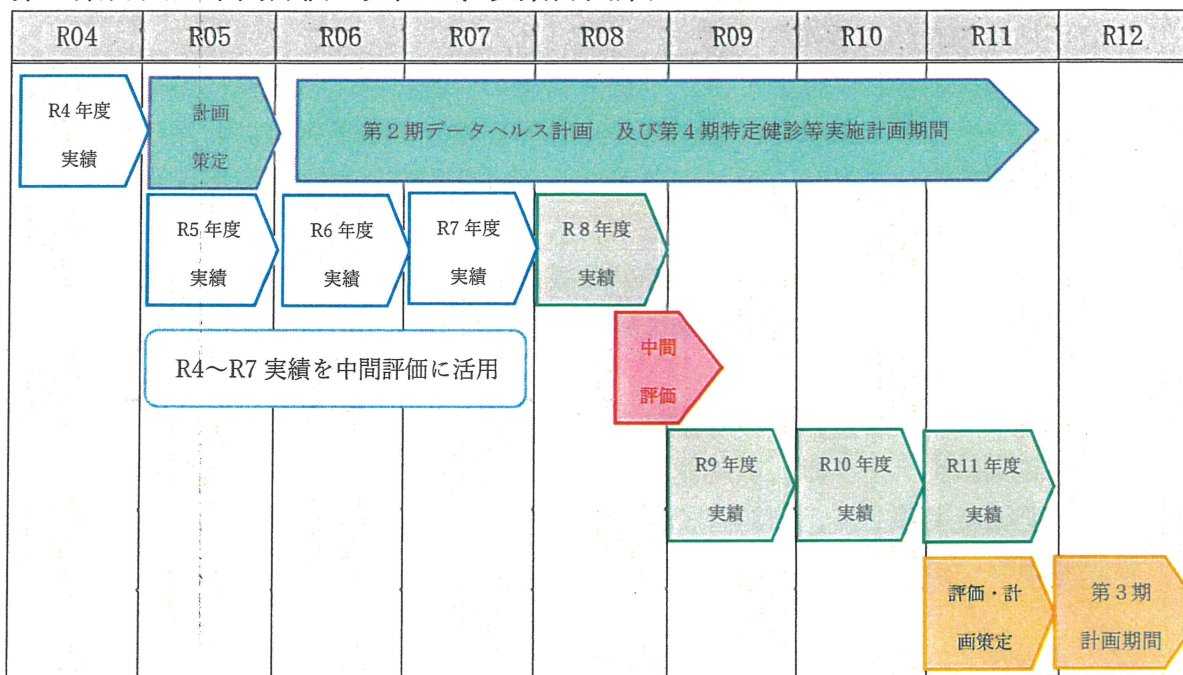 R04 R05 R06 R07 R08 R09 R10 R11 R12
R4 年度
実績
計画
策定
第2期データヘルス計画 及び第4期特定健診等実施計画期間
R5 年度
実績
R6 年度
実績
R7 年度
実績
R8 年度
実績
R4～R7 実績を中間評価に活用
中間
評価
R9 年度
実績
R10 年度
実績
R11 年度
実績
評価・計
画策定
第3期
計画期間